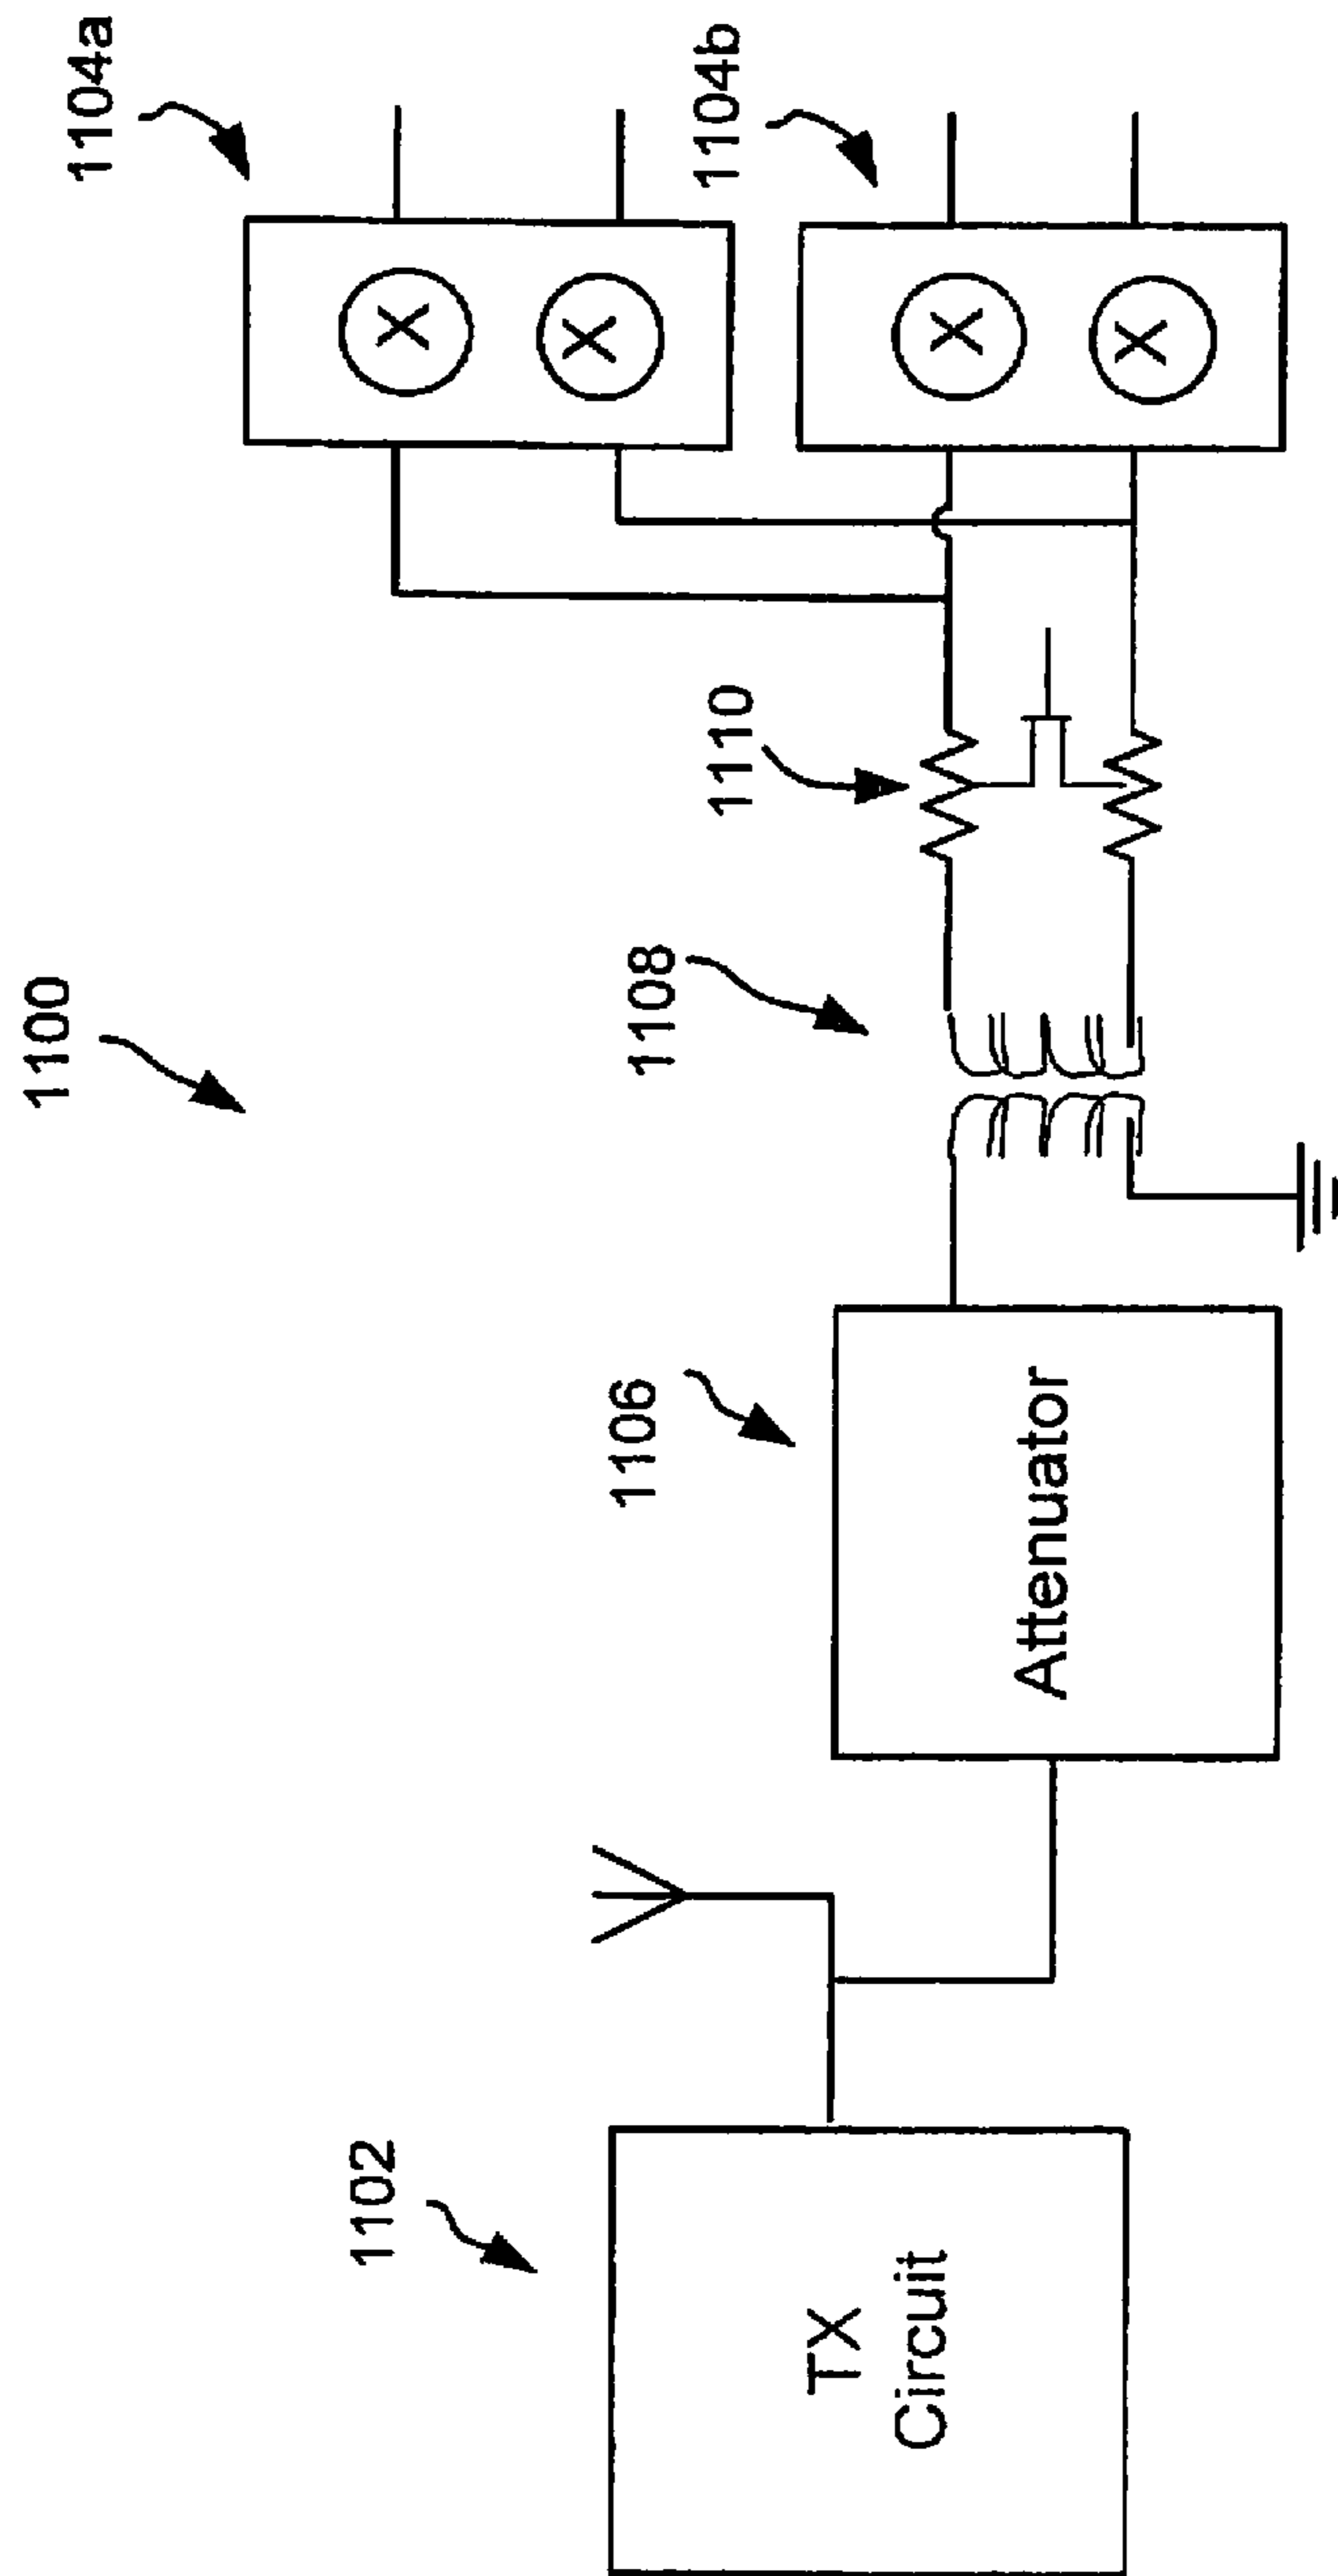 1100
1102
TX
Circuit
1106
Attenuator
1108
1110
1104a
X
X
1104b
X
X